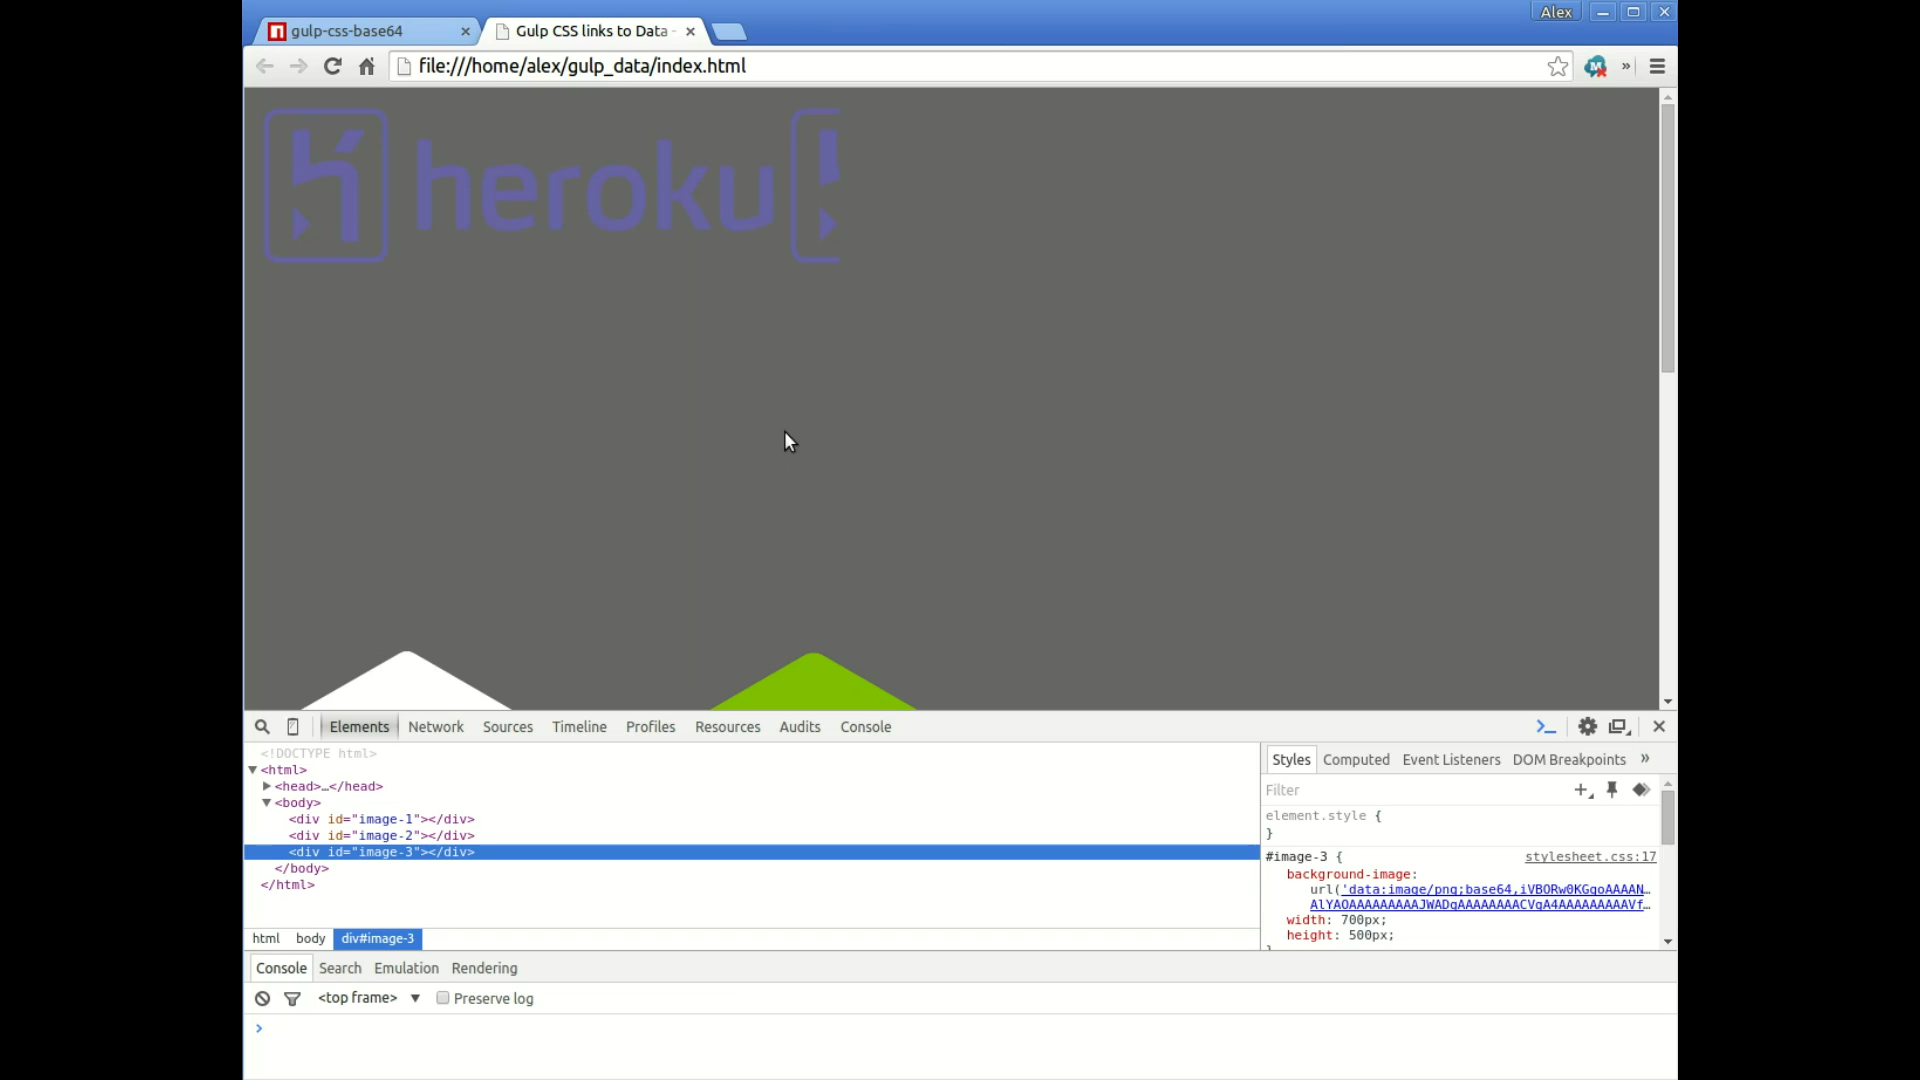 Alex
gulp-css-base64
Gulp CSS links to Data -
file:///home/alex/gulp_data/index.html
heroku
Elements Network Sources Timeline Profiles Resources Audits Console
<!DOCTYPE html>
<html>
<head>…</head>
<body>
<div id="image-1"></div>
<div id="image-2"></div>
<div id="image-3"></div>
</body>
</html>
html body div#image-3
Styles Computed Event Listeners DOM Breakpoints »
Filter
element.style {
}
#image-3 { stylesheet.css:17
background-image:
url('data:image/png;base64,iVBORw0KGgoAAAAN…
AlYAOAAAAAAAAAJWADgAAAAAAAACVgA4AAAAAAAAAVf…
width: 700px;
height: 500px;
Console Search Emulation Rendering
<top frame> ▼ Preserve log
>